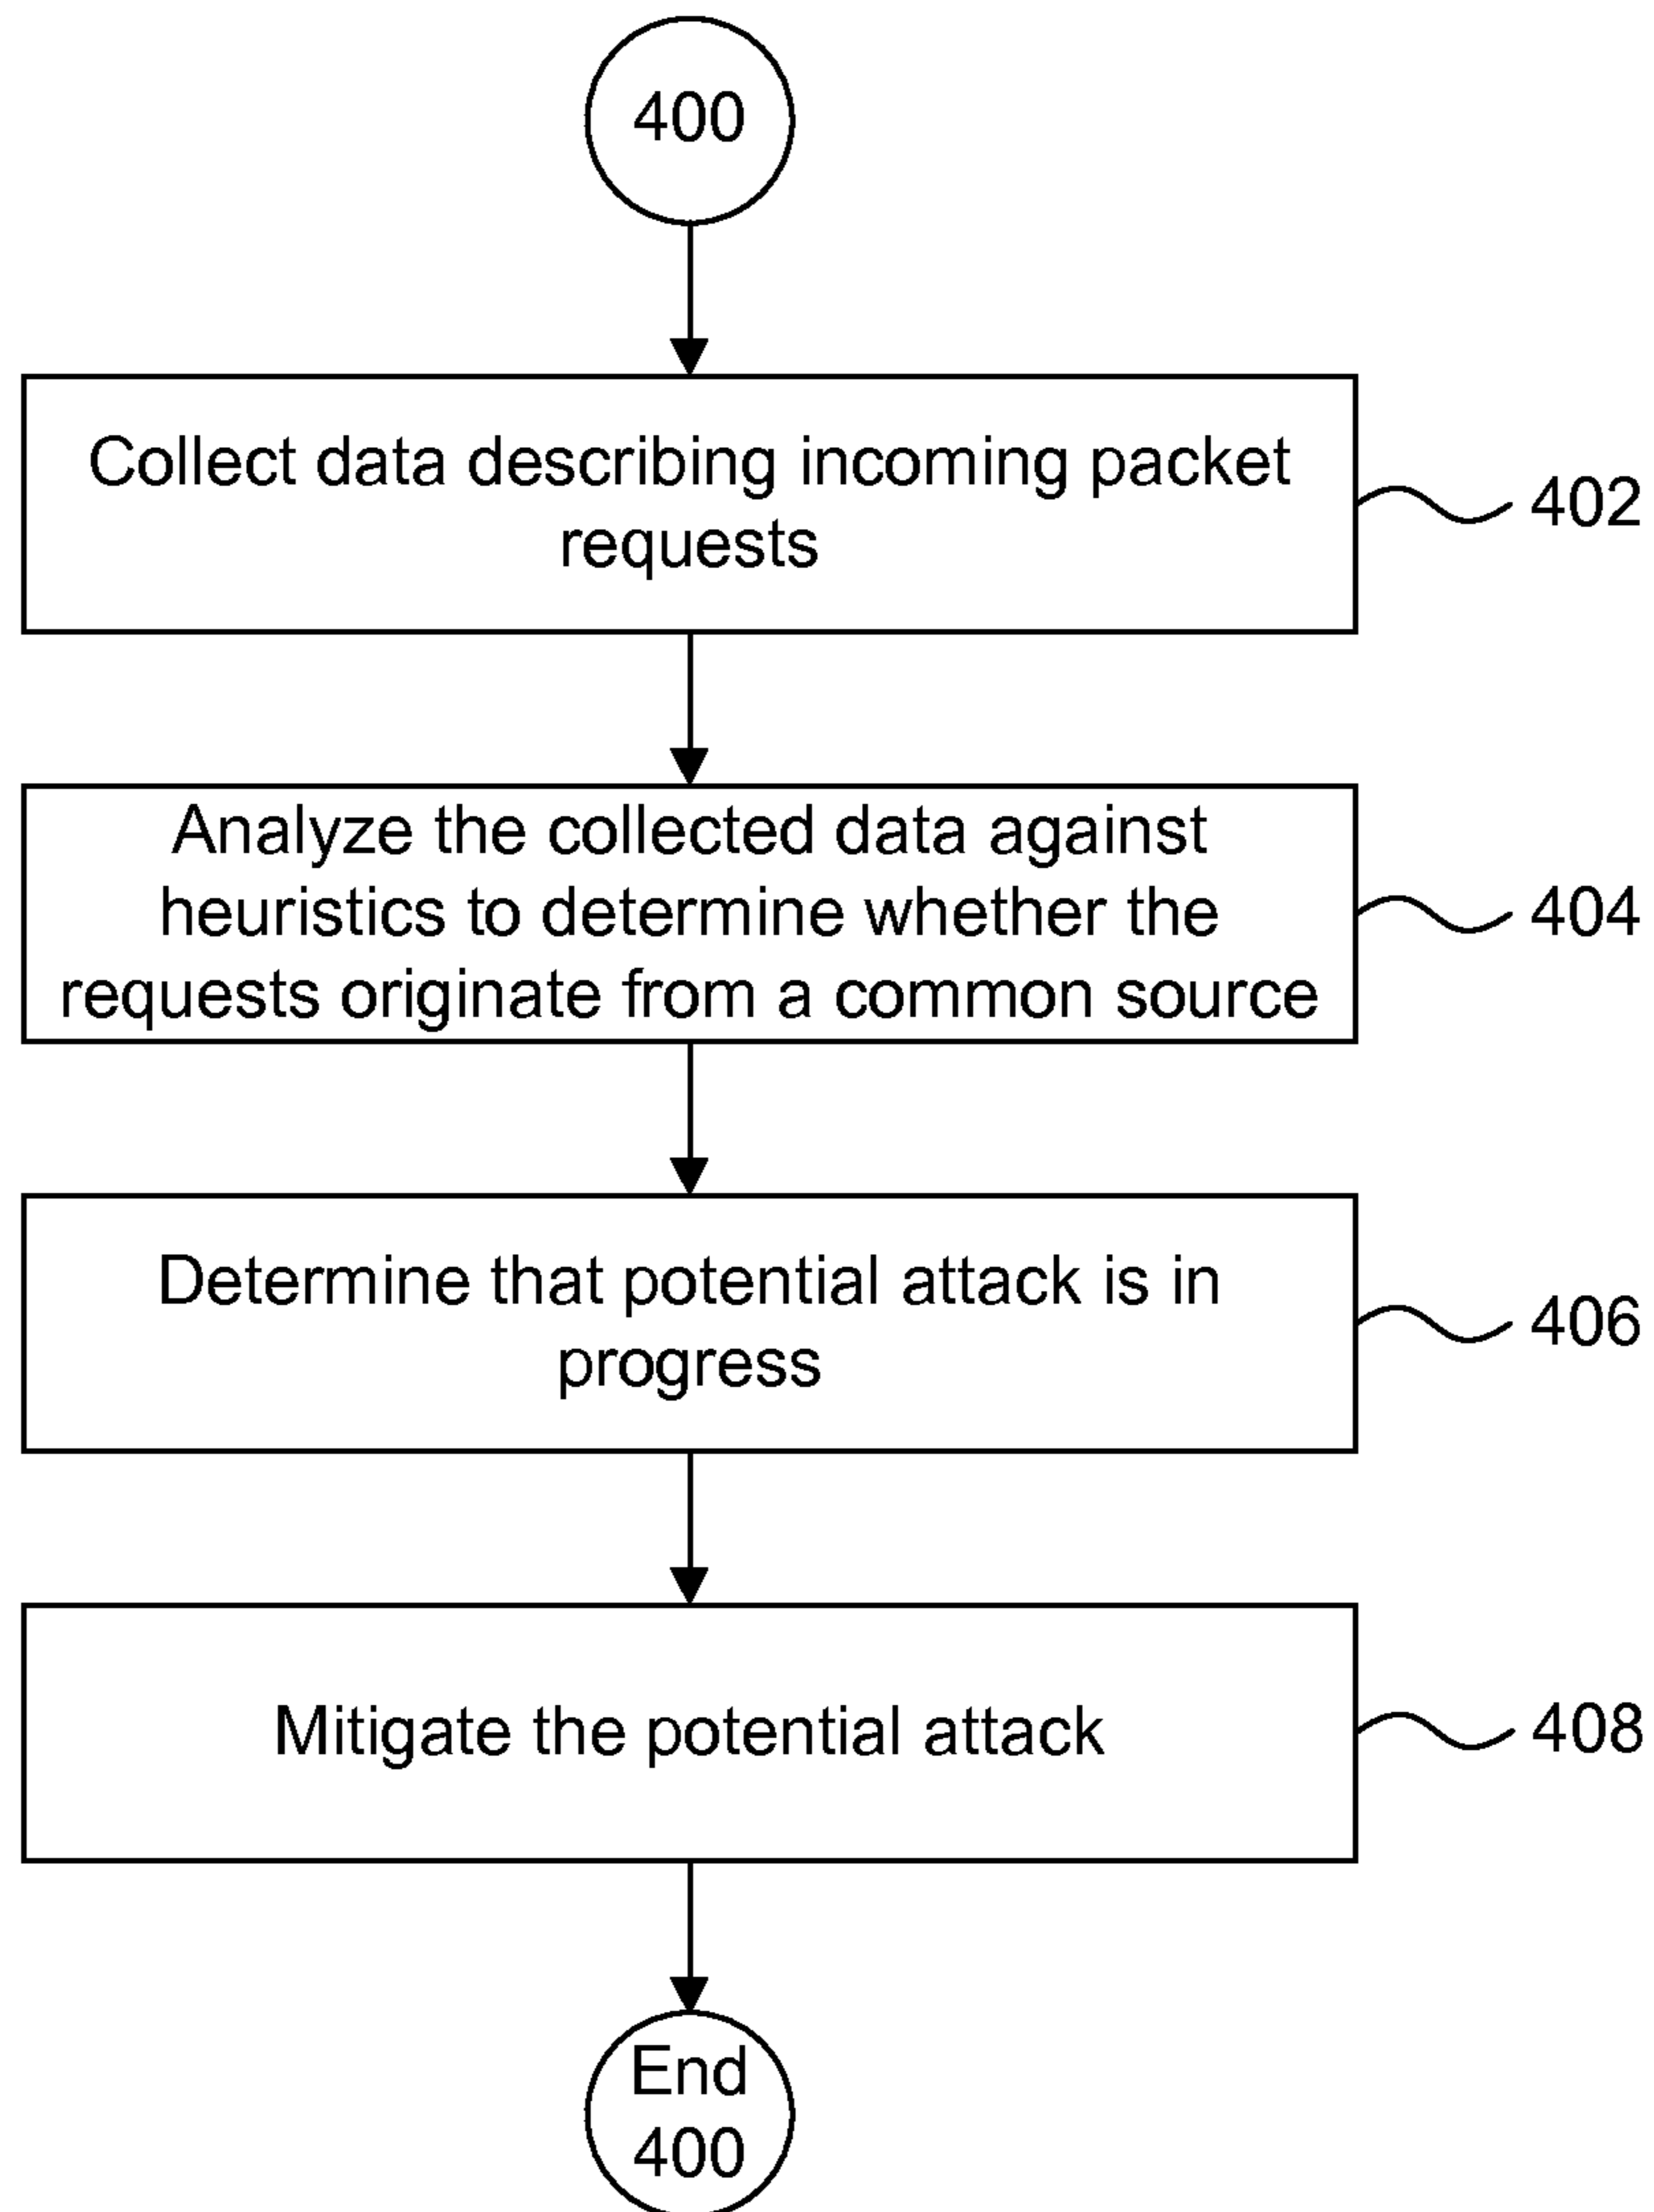 400
Collect data describing incoming packet
requests
402
Analyze the collected data against
heuristics to determine whether the
requests originate from a common source
404
Determine that potential attack is in
progress
406
Mitigate the potential attack
408
End
400